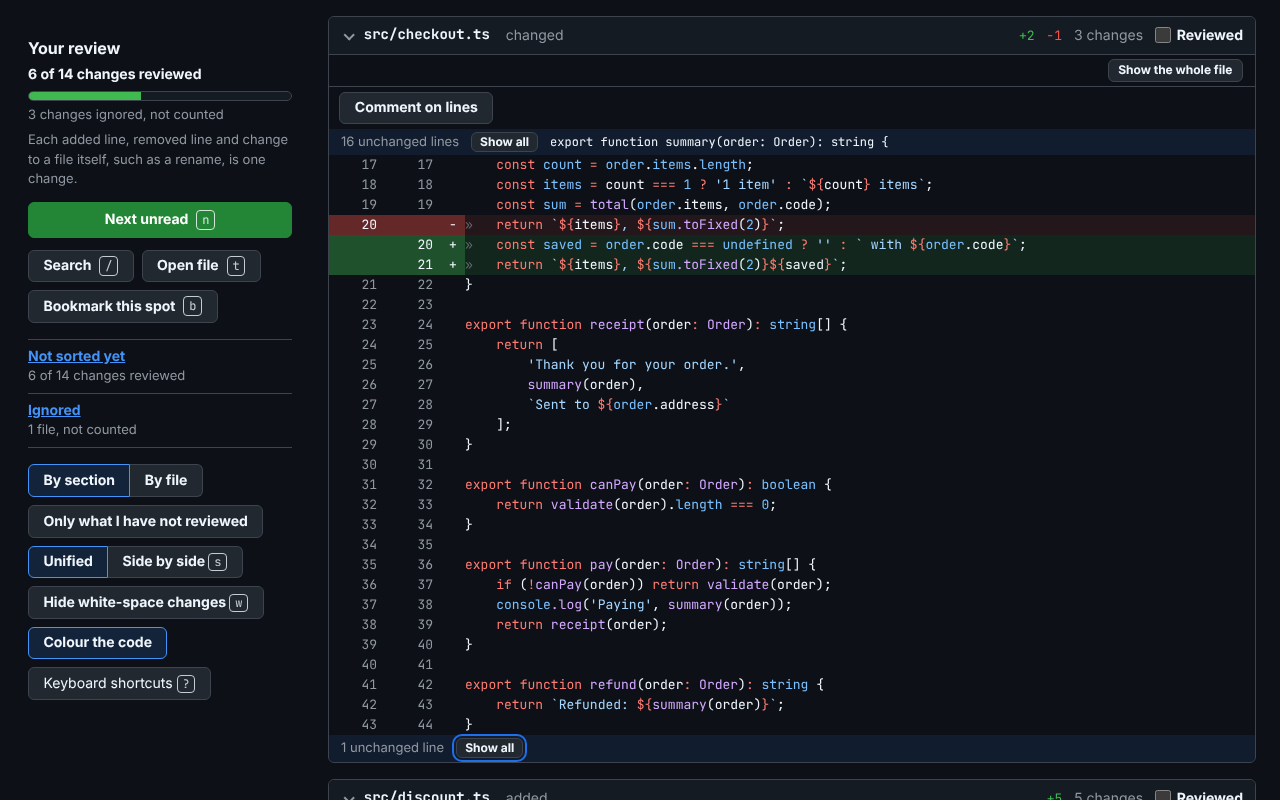 Your review
6 of 14 changes reviewed
3 changes ignored, not counted
Each added line, removed line and change
to a file itself, such as a rename, is one
change.
Next unread n
Search /
Open file t
Bookmark this spot b
Not sorted yet
6 of 14 changes reviewed
Ignored
1 file, not counted
By section
By file
Only what I have not reviewed
Unified
Side by side s
Hide white-space changes w
Colour the code
Keyboard shortcuts ?
src/checkout.ts changed +2 -1 3 changes Reviewed
Show the whole file
Comment on lines
16 unchanged lines Show all export function summary(order: Order): string {
17 17 const count = order.items.length;
18 18 const items = count === 1 ? '1 item' : `${count} items`;
19 19 const sum = total(order.items, order.code);
20 - » return `${items}, ${sum.toFixed(2)}`;
20 + » const saved = order.code === undefined ? '' : ` with ${order.code}`;
21 + » return `${items}, ${sum.toFixed(2)}${saved}`;
21 22 }
22 23
23 24 export function receipt(order: Order): string[] {
24 25 return [
25 26 'Thank you for your order.',
26 27 summary(order),
27 28 `Sent to ${order.address}`
28 29 ];
29 30 }
30 31
31 32 export function canPay(order: Order): boolean {
32 33 return validate(order).length === 0;
33 34 }
34 35
35 36 export function pay(order: Order): string[] {
36 37 if (!canPay(order)) return validate(order);
37 38 console.log('Paying', summary(order));
38 39 return receipt(order);
39 40 }
40 41
41 42 export function refund(order: Order): string {
42 43 return `Refunded: ${summary(order)}`;
43 44 }
1 unchanged line Show all
src/discount.ts added +5 5 changes Reviewed